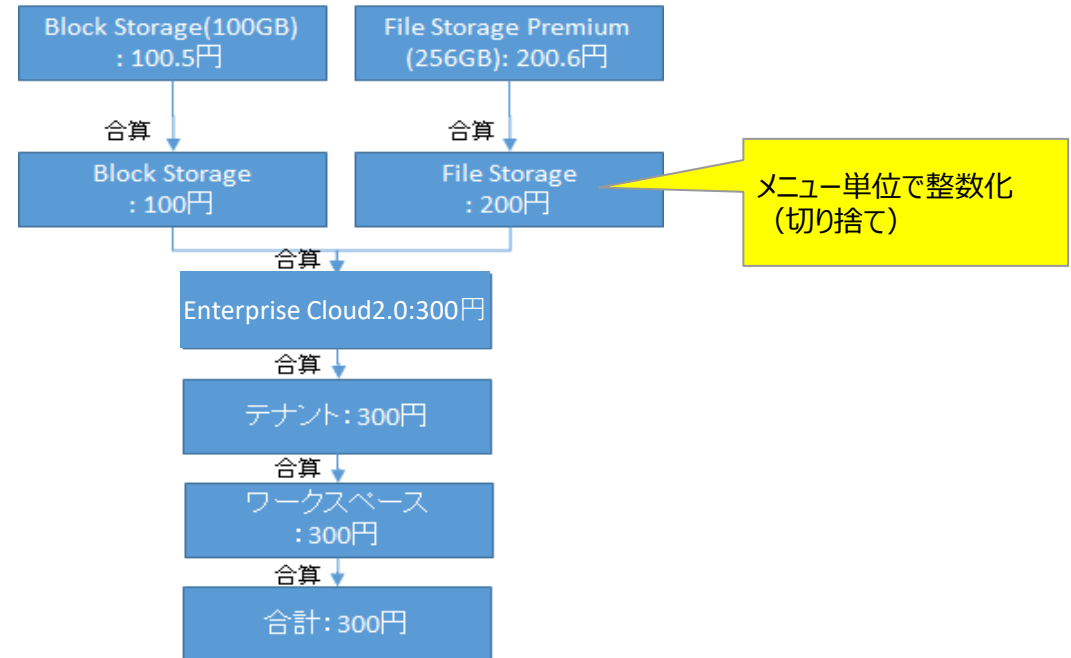 Block Storage(100GB)
: 100.5円
File Storage Premium
(256GB): 200.6円
合算
合算
Block Storage
: 100円
File Storage
: 200円
メニュー単位で整数化
（切り捨て）
合算
Enterprise Cloud2.0:300円
合算
テナント: 300円
合算
ワークスペース
: 300円
合算
合計: 300円